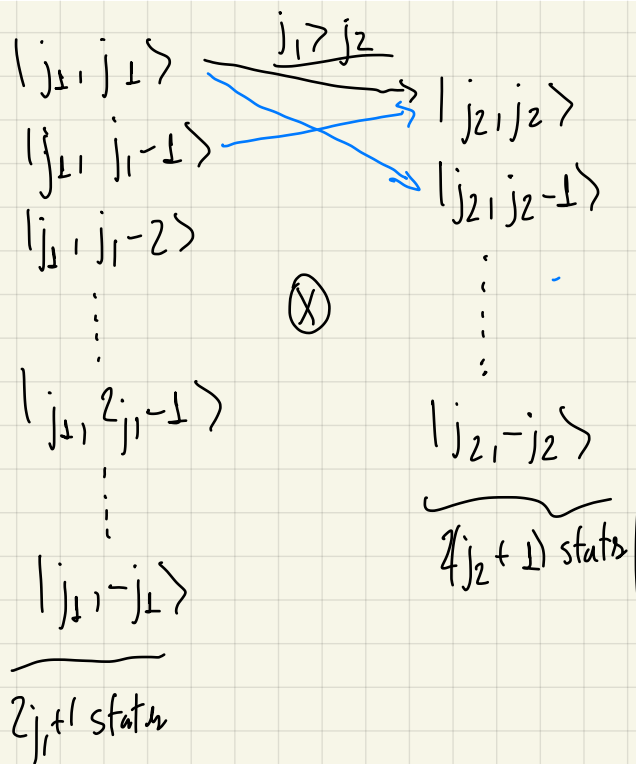 j₁ > j₂
|j₁, j₁⟩
|j₁, j₁-1⟩
|j₁, j₁-2⟩
|j₁, 2j₁-1⟩
|j₁, -j₁⟩
2j₁+1 states
⊗
|j₂, j₂⟩
|j₂, j₂-1⟩
|j₂, -j₂⟩
2(j₂+1) states